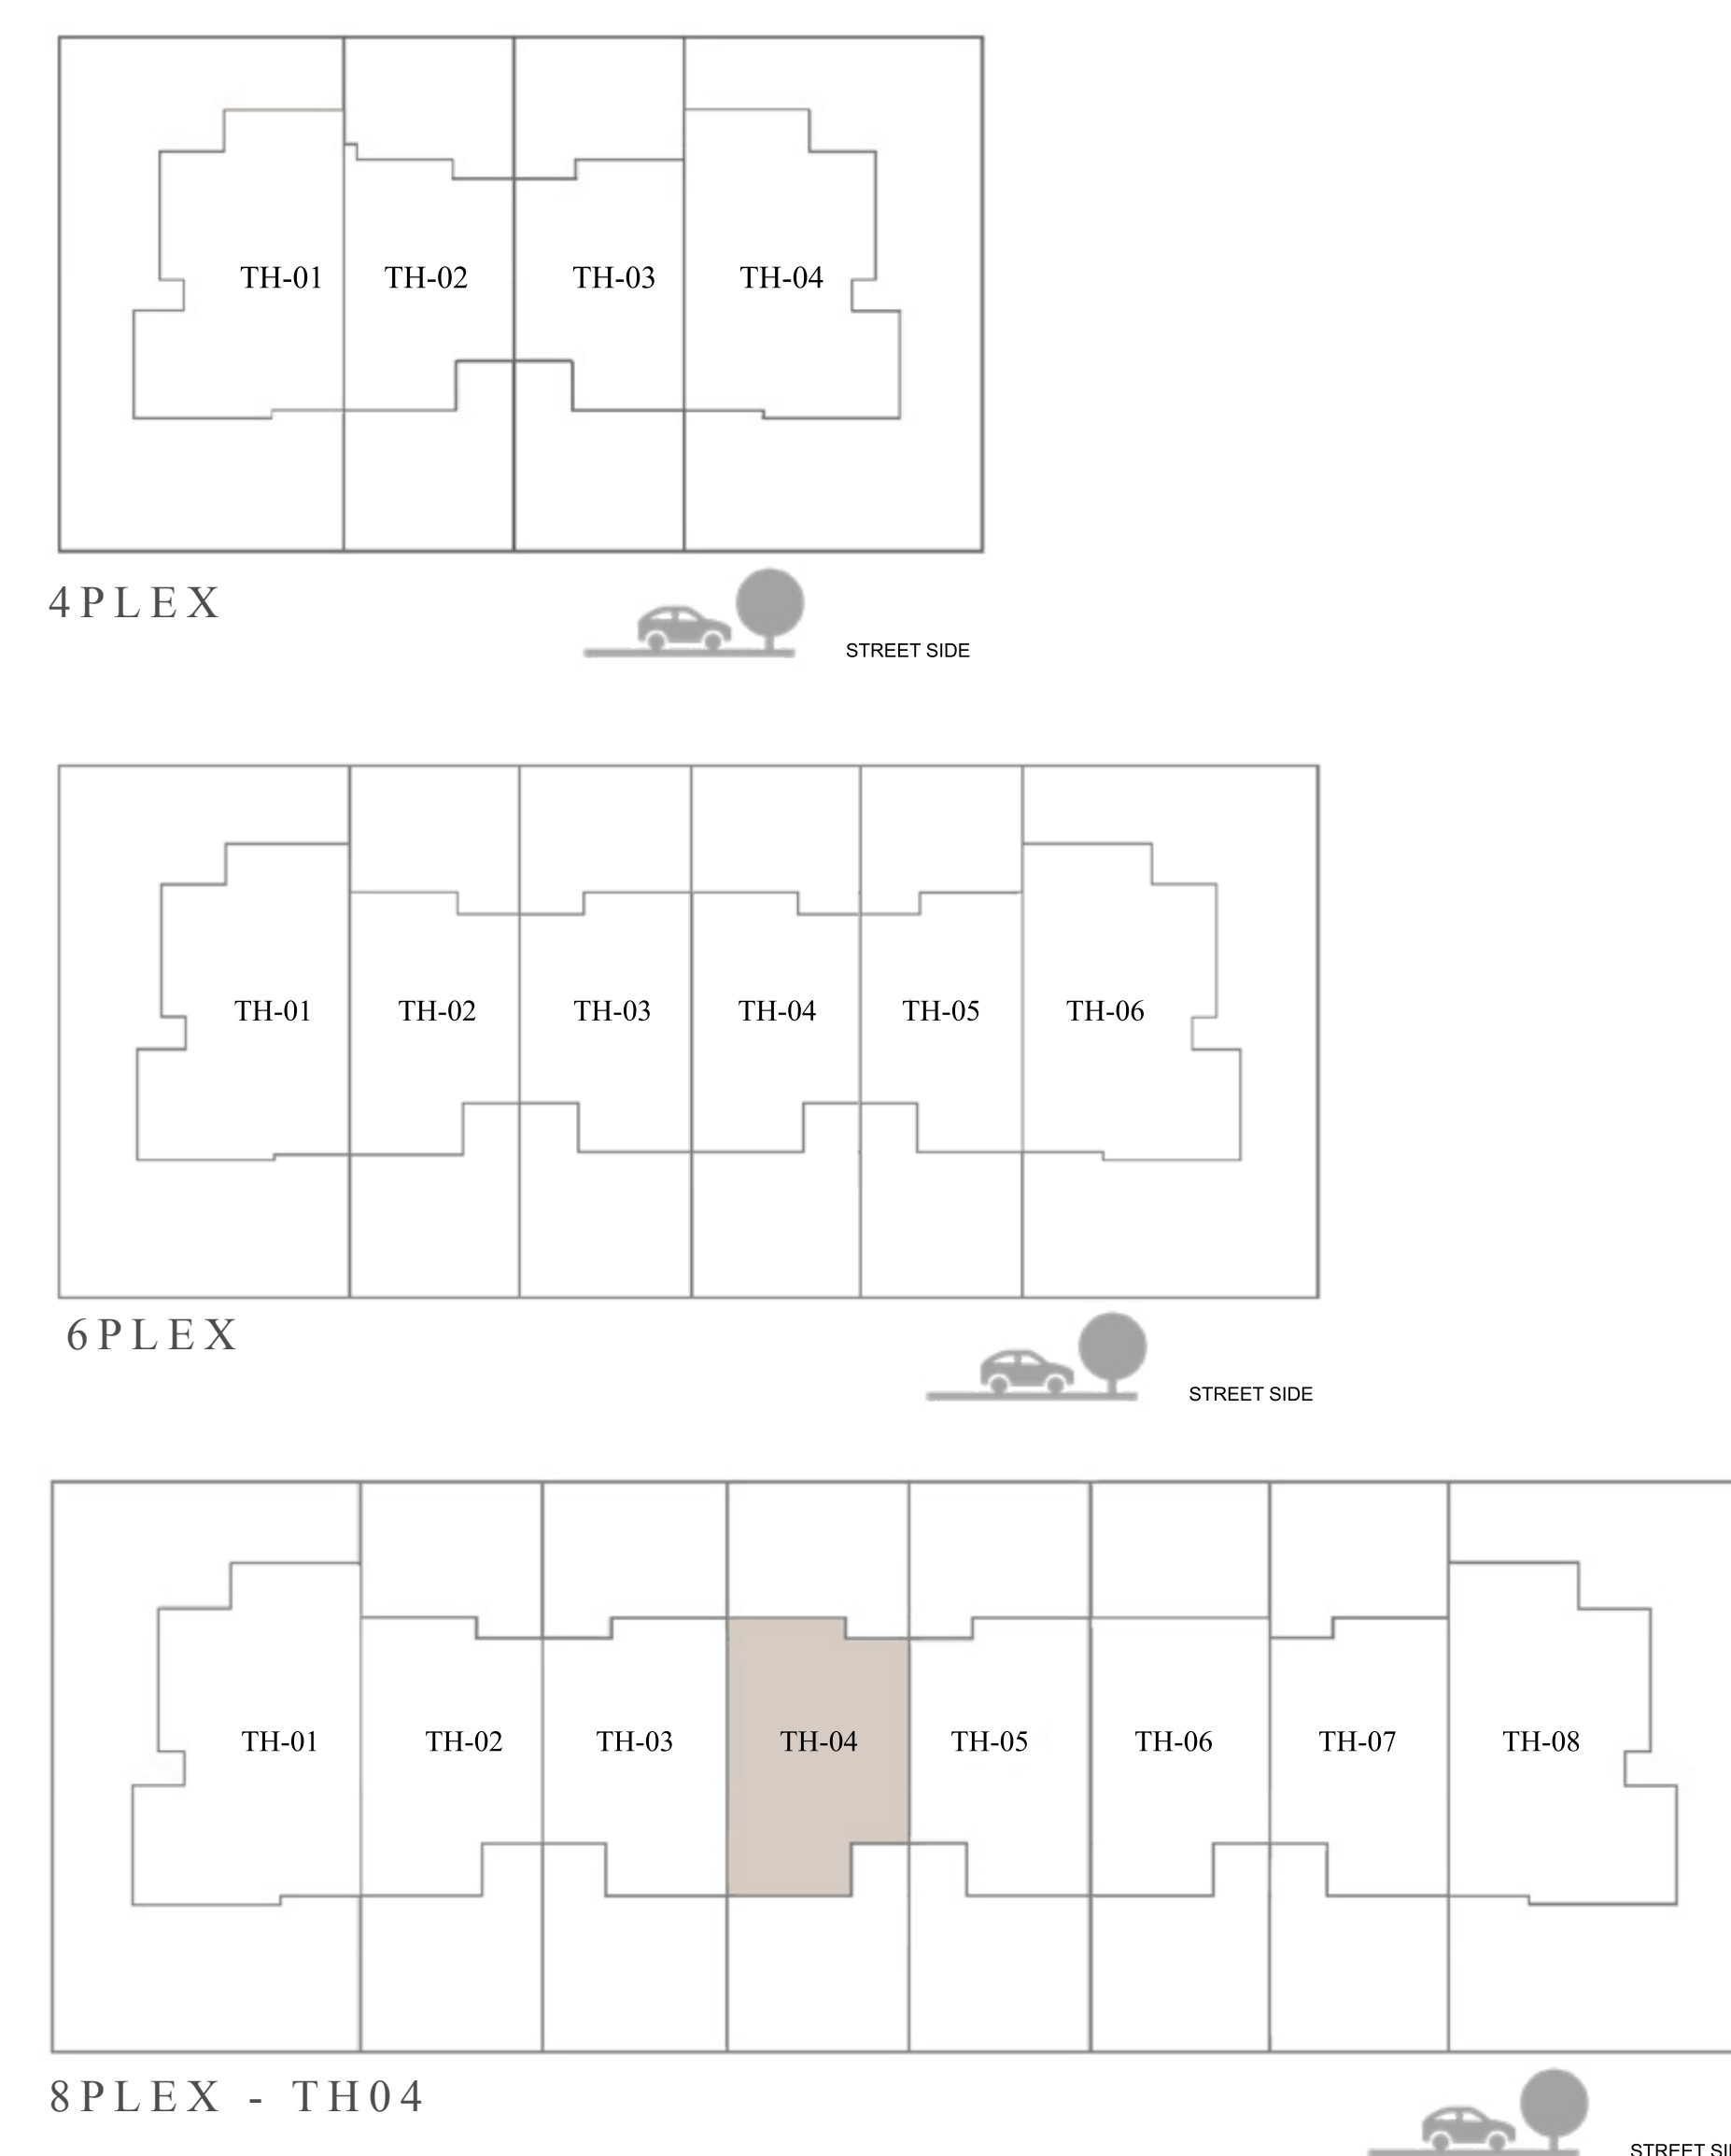 TH-01 TH-02 TH-03 TH-04
4PLEX
STREET SIDE
TH-01 TH-02 TH-03 TH-04 TH-05 TH-06
6PLEX
STREET SIDE
TH-01 TH-02 TH-03 TH-04 TH-05 TH-06 TH-07 TH-08
8PLEX - TH04
STREET